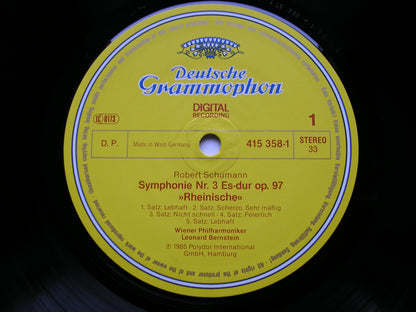 Deutsche
Grammophon
DIGITAL
RECORDING
LC 0173
1
D. P.
Made in West Germany
415 358-1
STEREO
33
Robert Schumann
Symphonie Nr. 3 Es-dur op. 97
»Rheinische«
1. Satz: Lebhaft · 2. Satz: Scherzo. Sehr mäßig
3. Satz: Nicht schnell · 4. Satz: Feierlich
5. Satz: Lebhaft
Wiener Philharmoniker
Leonard Bernstein
℗ 1985 Polydor International
GmbH, Hamburg